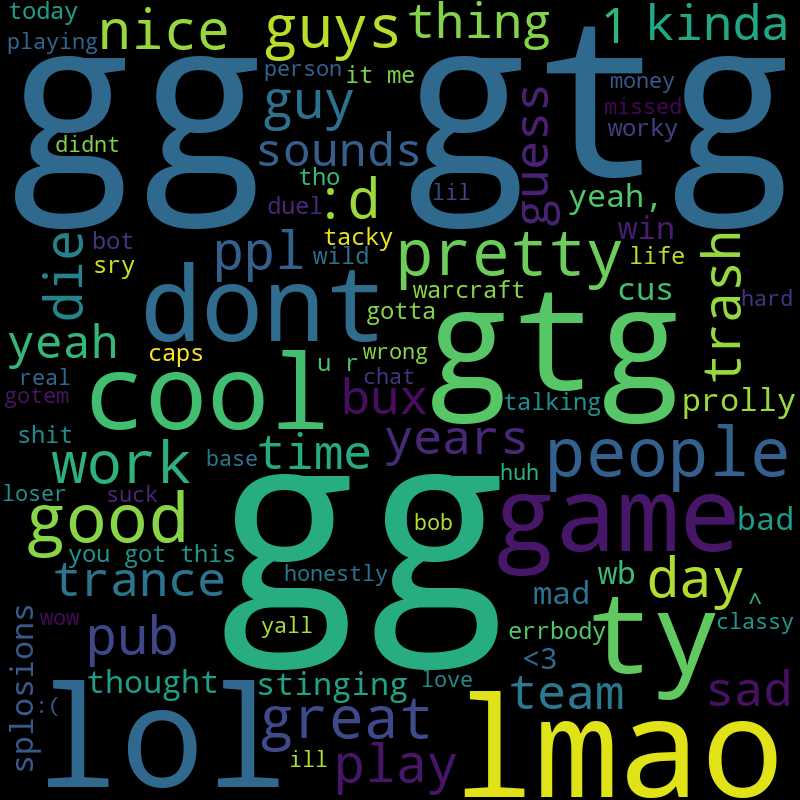 today
nice
guys
thing
1
kinda
playing
gg
gtg
person
it me
money
missed
worky
guy
didnt
sounds
guess
tho
:d
lil
yeah,
duel
win
die
bot
ppl
tacky
wild
pretty
life
trash
sry
dont
warcraft
cus
hard
gotta
yeah
caps
u r
wrong
gtg
real
cool
chat
gotem
bux
talking
prolly
shit
work
base
time
years
people
huh
loser
suck
good
gg
bob
game
bad
you got this
trance
honestly
mad
wb
day
^
splosions
wow
pub
yall
errbody
ty
classy
<3
thought
stinging
love
team
sad
:(
lol
great
ill
play
lmao